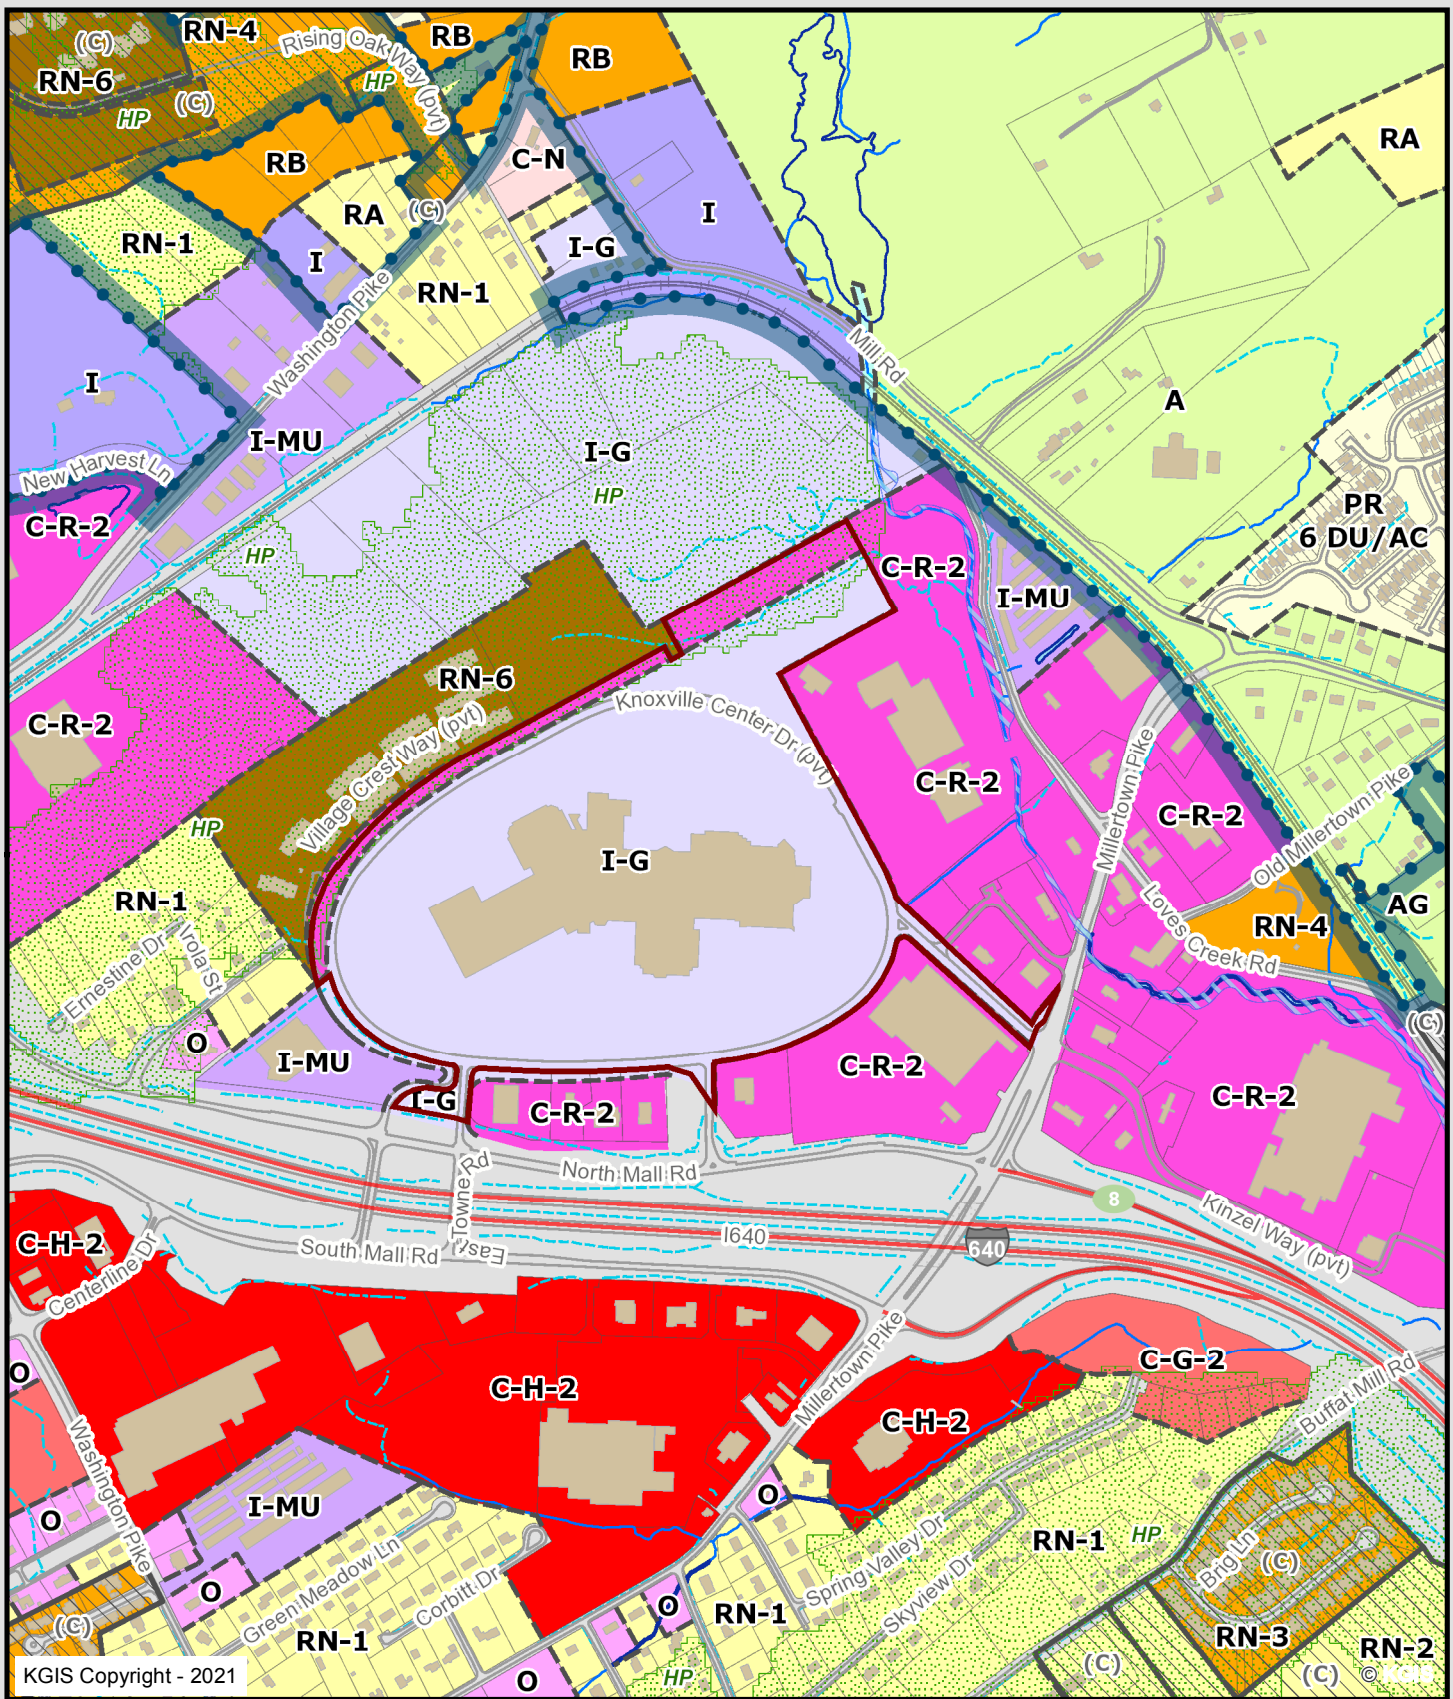 RN-4
RB
(C)
Rising Oak Way (pvt)
RB
RN-6
HP
(C)
HP
RA
C-N
RB
RA
(C)
I
RN-1
I-G
I
RN-1
Washington Pike
Mill Rd
I
A
I-MU
I-G
New Harvest Ln
HP
C-R-2
PR
6 DU/AC
HP
C-R-2
I-MU
RN-6
Knoxville Center Dr (pvt)
C-R-2
Village Crest Way (pvt)
Millertown Pike
C-R-2
C-R-2
HP
Old Millertown Pike
I-G
RN-1
Loves Creek Rd
AG
RN-4
Ernestine Dr
Vrola St
(C)
O
I-MU
C-R-2
I-G
C-R-2
C-R-2
North Mall Rd
8
East Towne Rd
Kinzel Way (pvt)
I640
640
C-H-2
South Mall Rd
Centerline Dr
Millertown Pike
C-G-2
O
C-H-2
Buffat Mill Rd
C-H-2
Washington Pike
O
I-MU
O
RN-1
HP
Spring Valley Dr
Skyview Dr
Brig Ln
(C)
Green Meadow Ln
Corbitt Dr
O
O
RN-1
(C)
RN-1
RN-3
RN-2
KGIS Copyright - 2021
O
HP
(C)
(C)
© KGIS